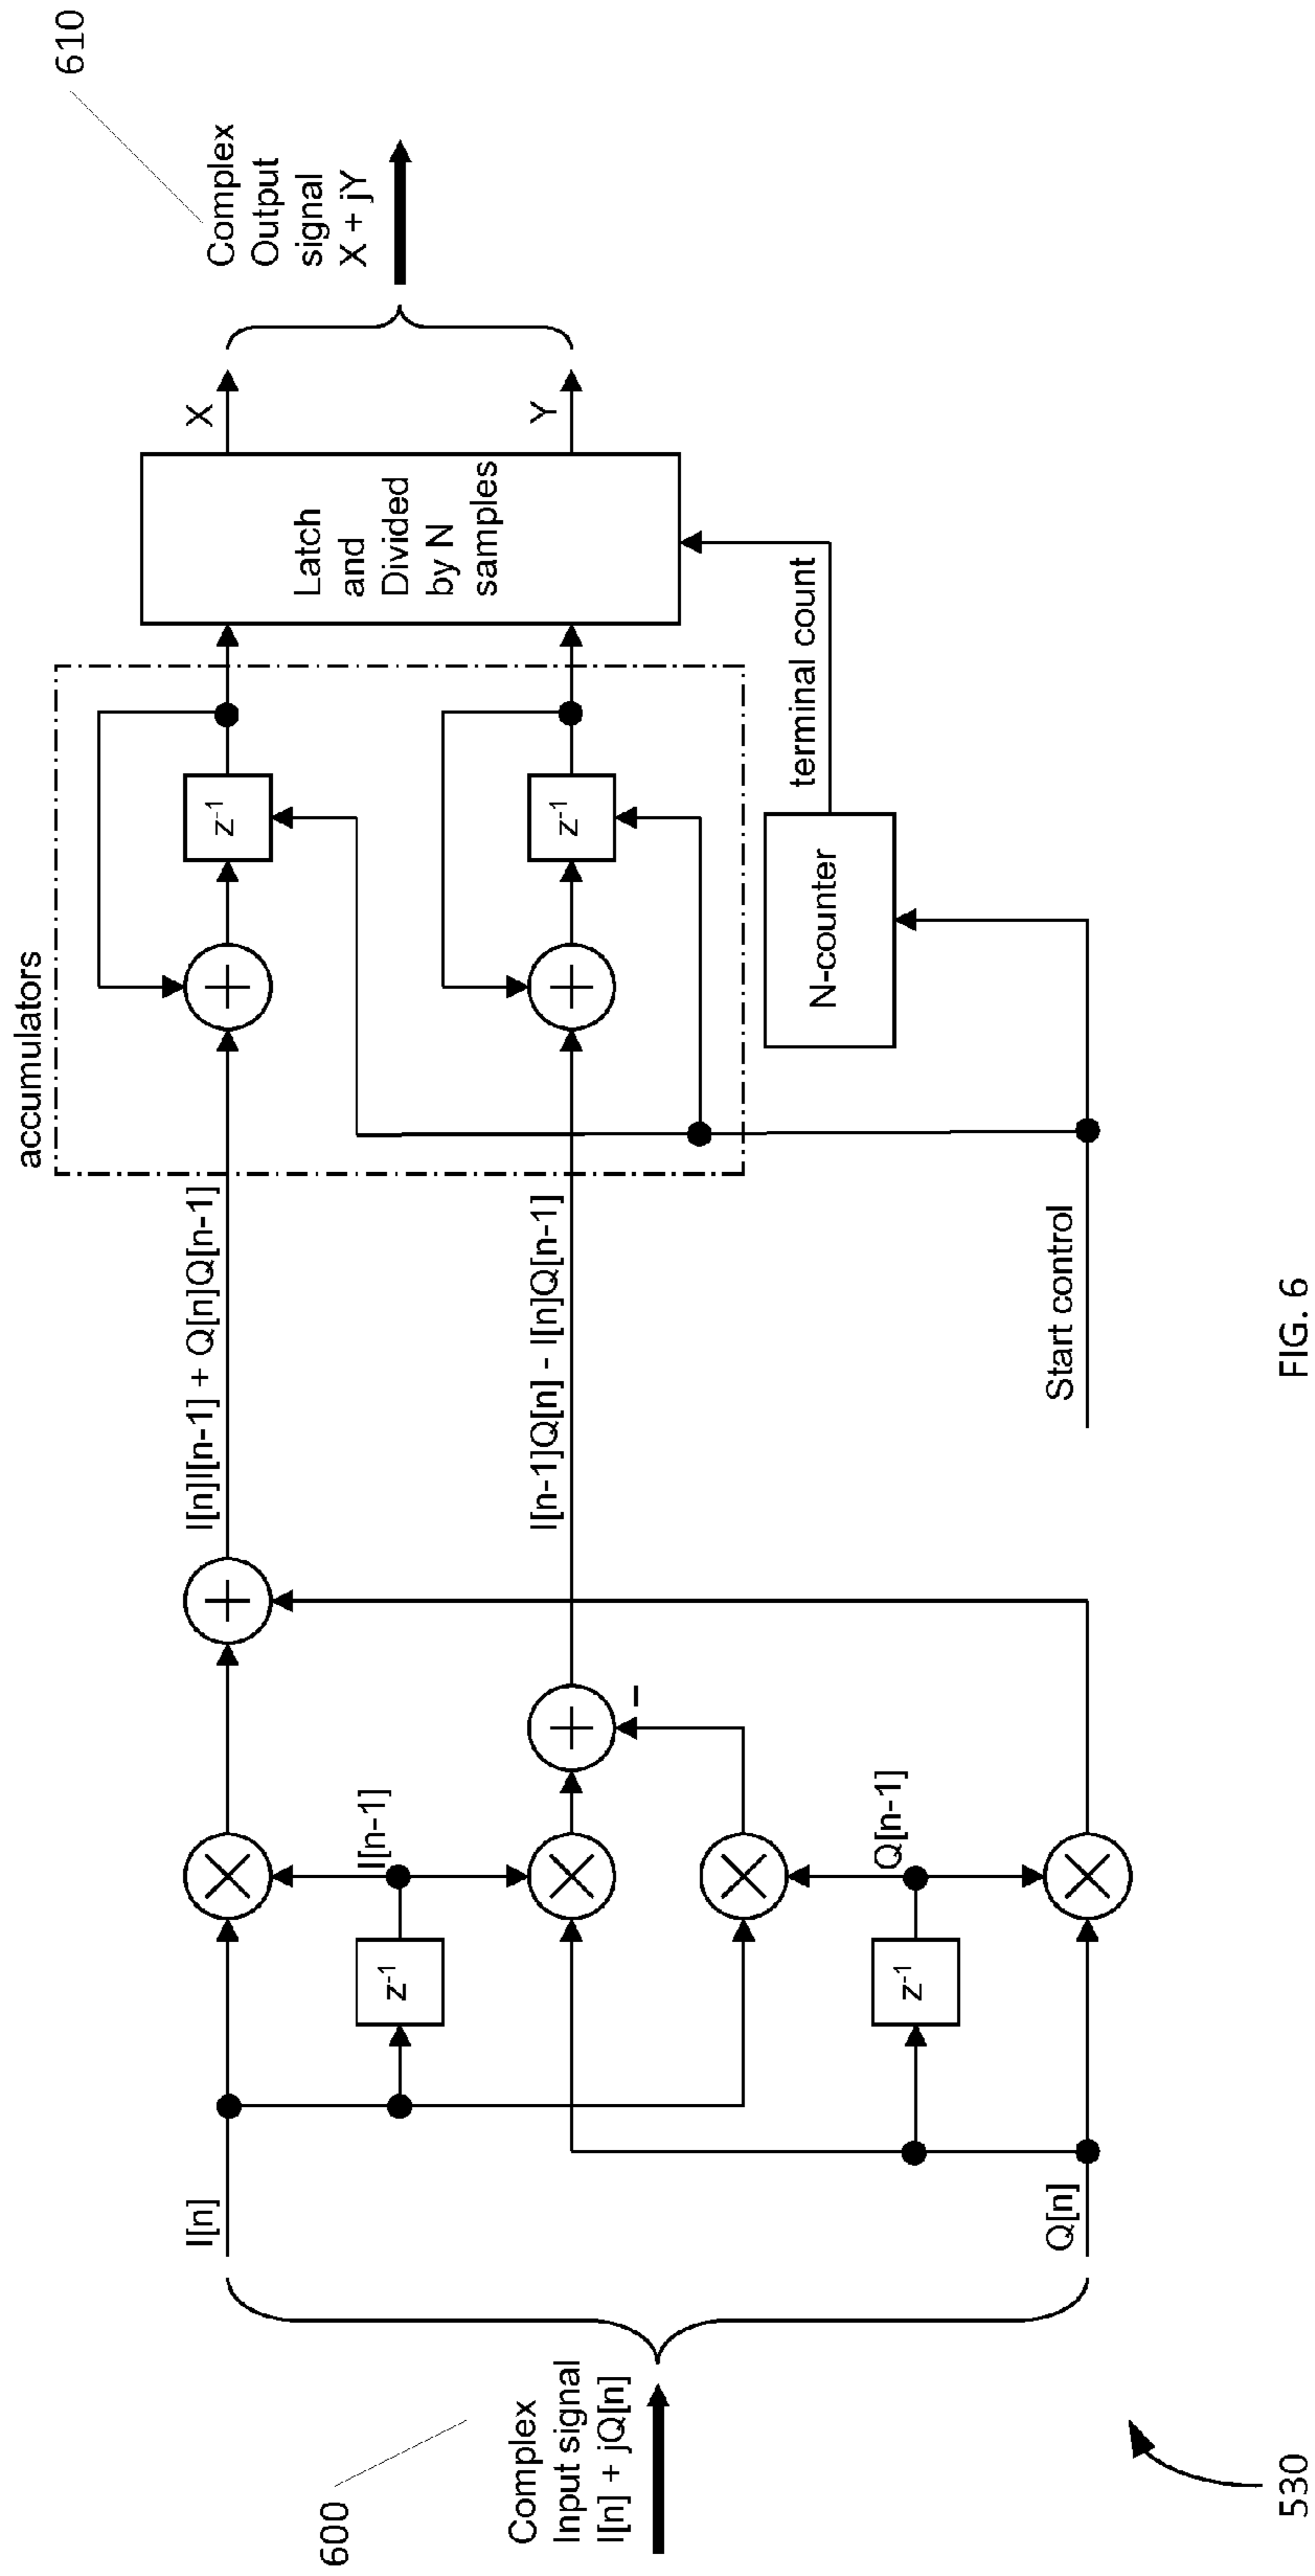 600
Complex
Input signal
I[n] + jQ[n]
530
I[n]
Q[n]
z-1
I[n-1]
z-1
Q[n-1]
–
I[n]I[n-1] + Q[n]Q[n-1]
I[n-1]Q[n] - I[n]Q[n-1]
Start control
accumulators
z-1
z-1
N-counter
terminal count
Latch
and
Divided
by N
samples
X
Y
Complex
Output
signal
X + jY
610
FIG. 6